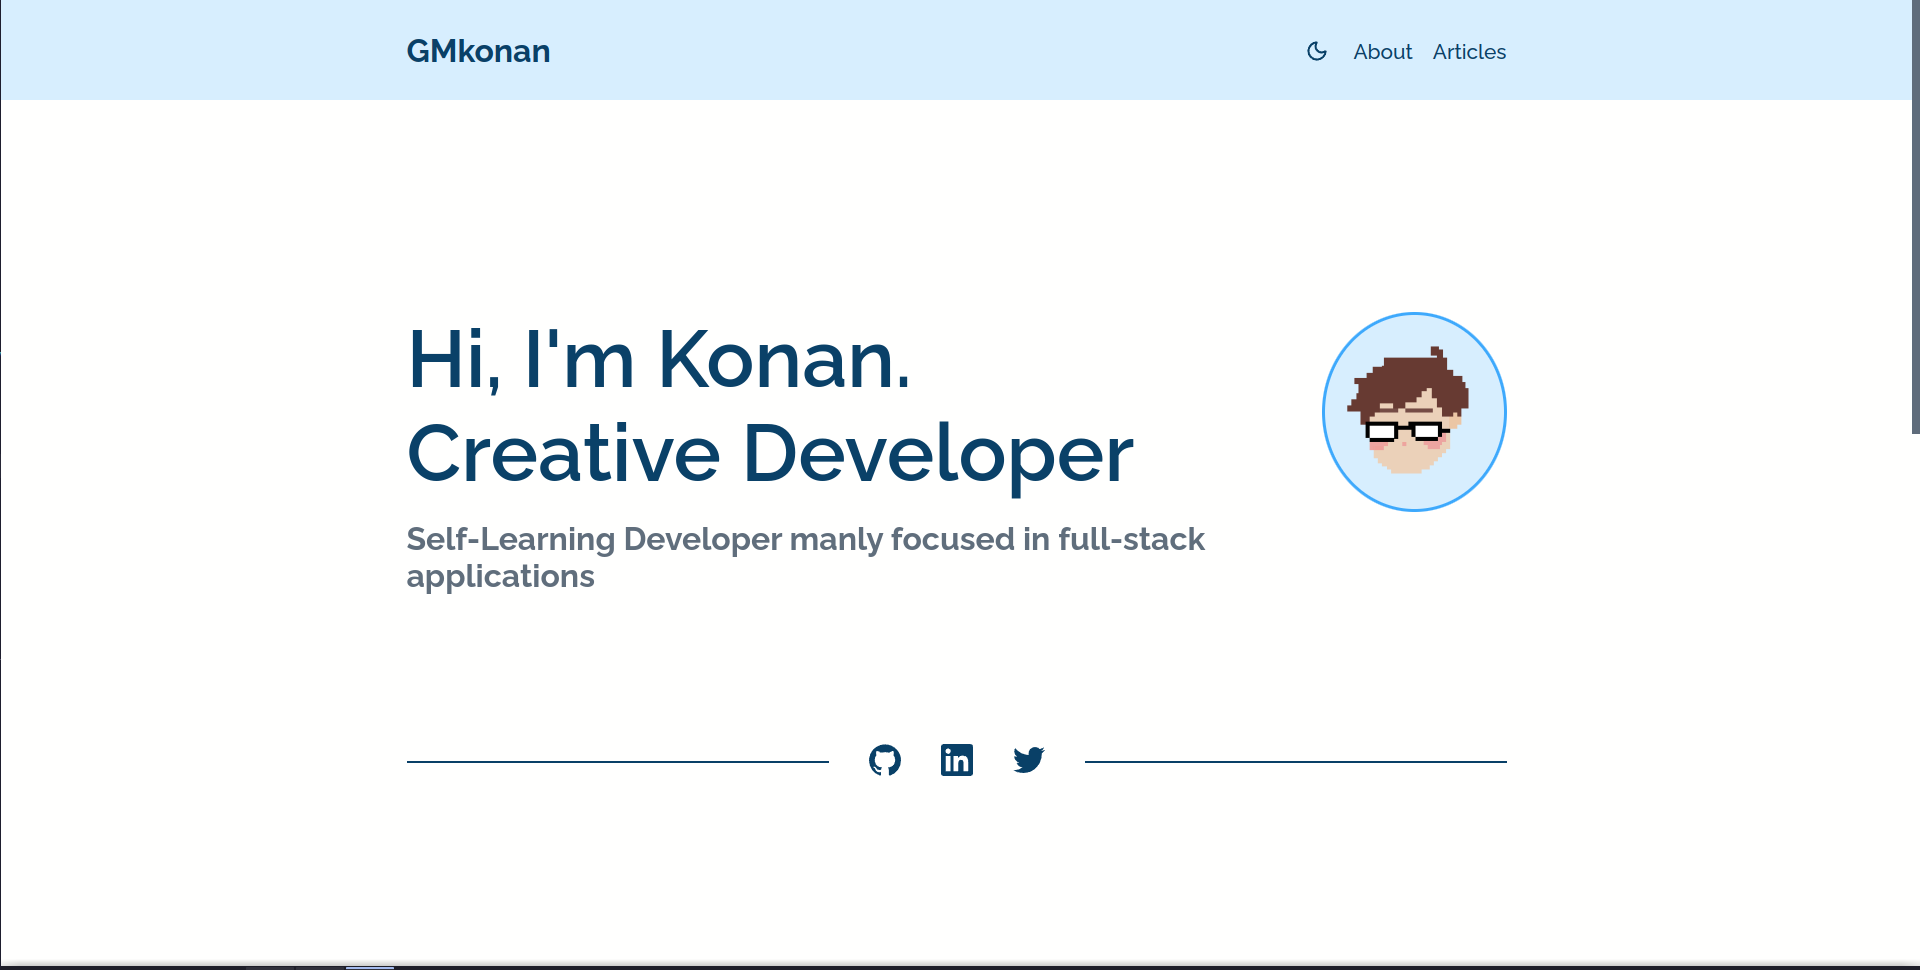 GMkonan
About Articles
Hi, I'm Konan.
Creative Developer
Self-Learning Developer manly focused in full-stack
applications